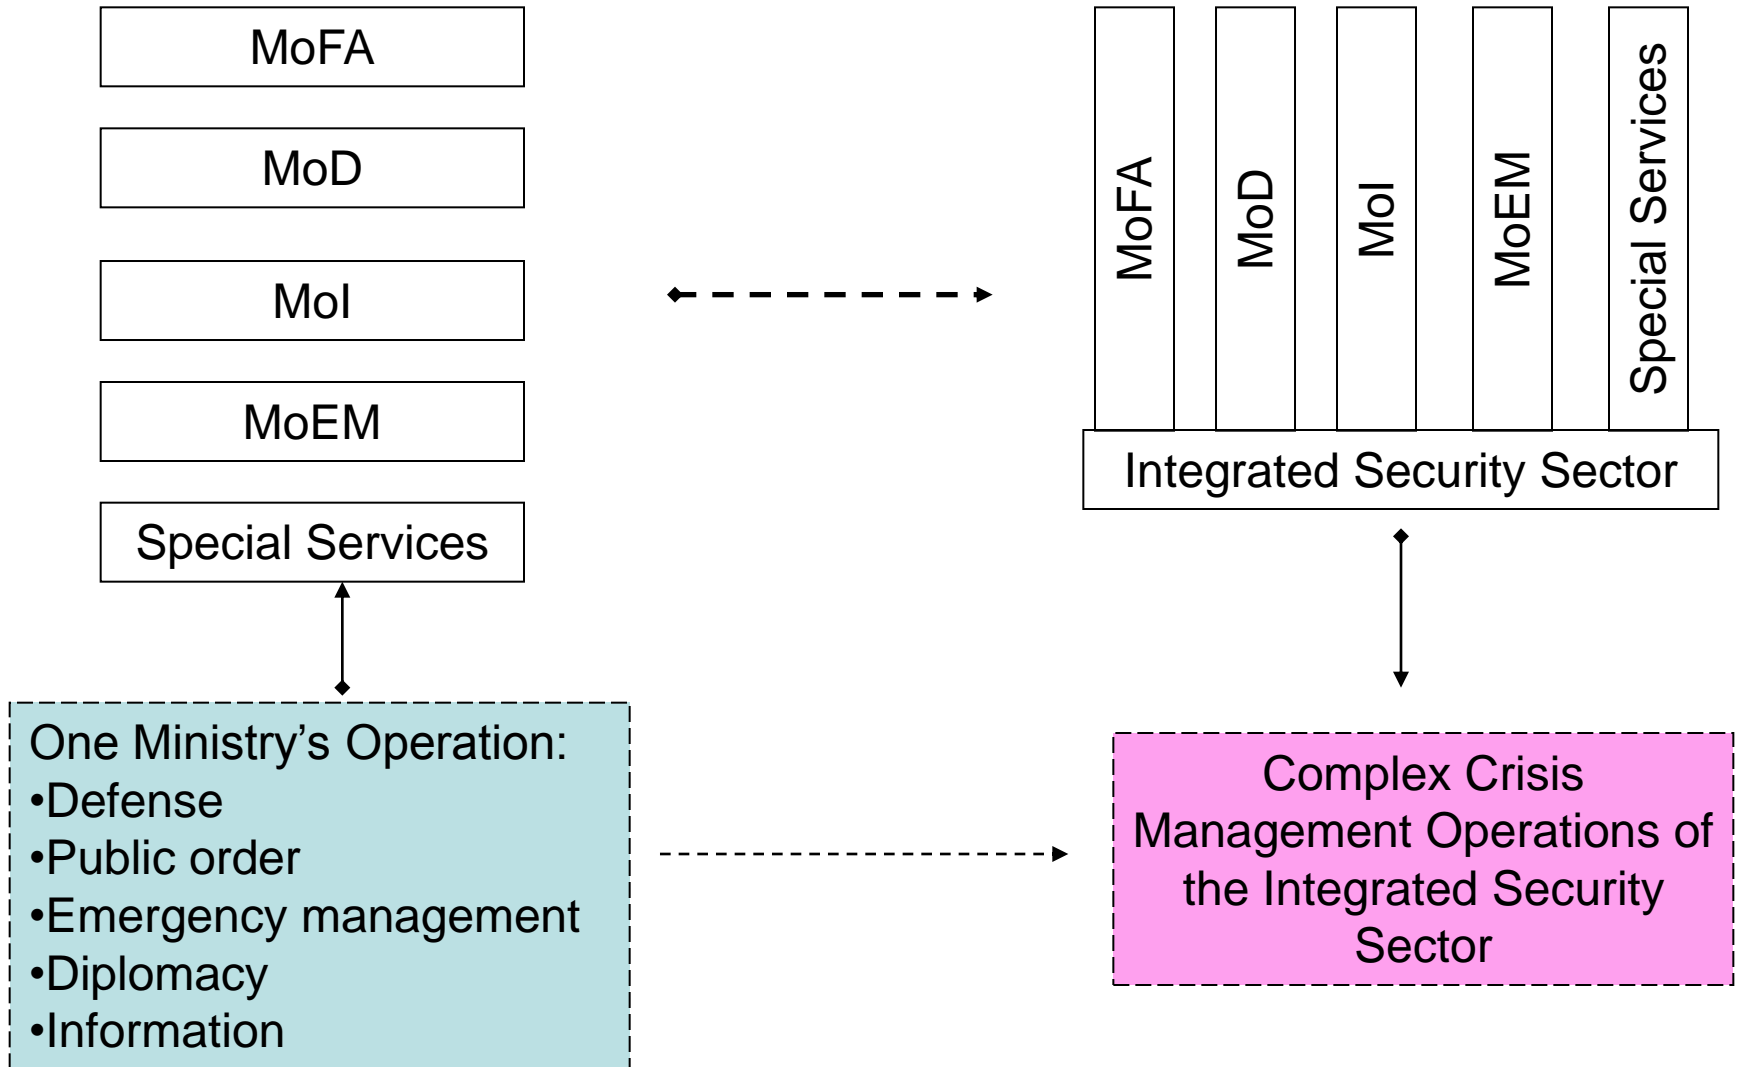 MoFA
MoD
MoI
MoEM
Special Services
One Ministry’s Operation:
•Defense
•Public order
•Emergency management
•Diplomacy
•Information
MoFA
MoD
MoI
MoEM
Special Services
Integrated Security Sector
Complex Crisis
Management Operations of
the Integrated Security
Sector